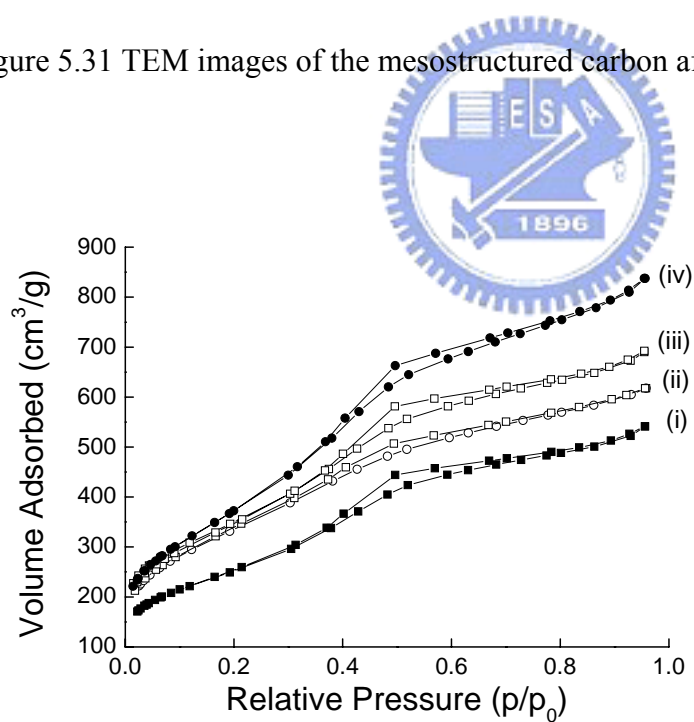 gure 5.31 TEM images of the mesostructured carbon af
E S A
1896
900
800
700
600
500
400
300
200
100
0.0 0.2 0.4 0.6 0.8 1.0
Volume Adsorbed (cm³/g)
Relative Pressure (p/p₀)
(iv)
(iii)
(ii)
(i)